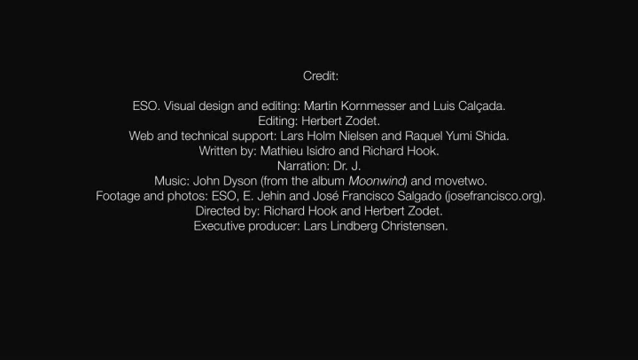 Credit:
ESO. Visual design and editing: Martin Kornmesser and Luis Calçada.
Editing: Herbert Zodet.
Web and technical support: Lars Holm Nielsen and Raquel Yumi Shida.
Written by: Mathieu Isidro and Richard Hook.
Narration: Dr. J.
Music: John Dyson (from the album Moonwind) and movetwo.
Footage and photos: ESO, E. Jehin and José Francisco Salgado (josefrancisco.org).
Directed by: Richard Hook and Herbert Zodet.
Executive producer: Lars Lindberg Christensen.